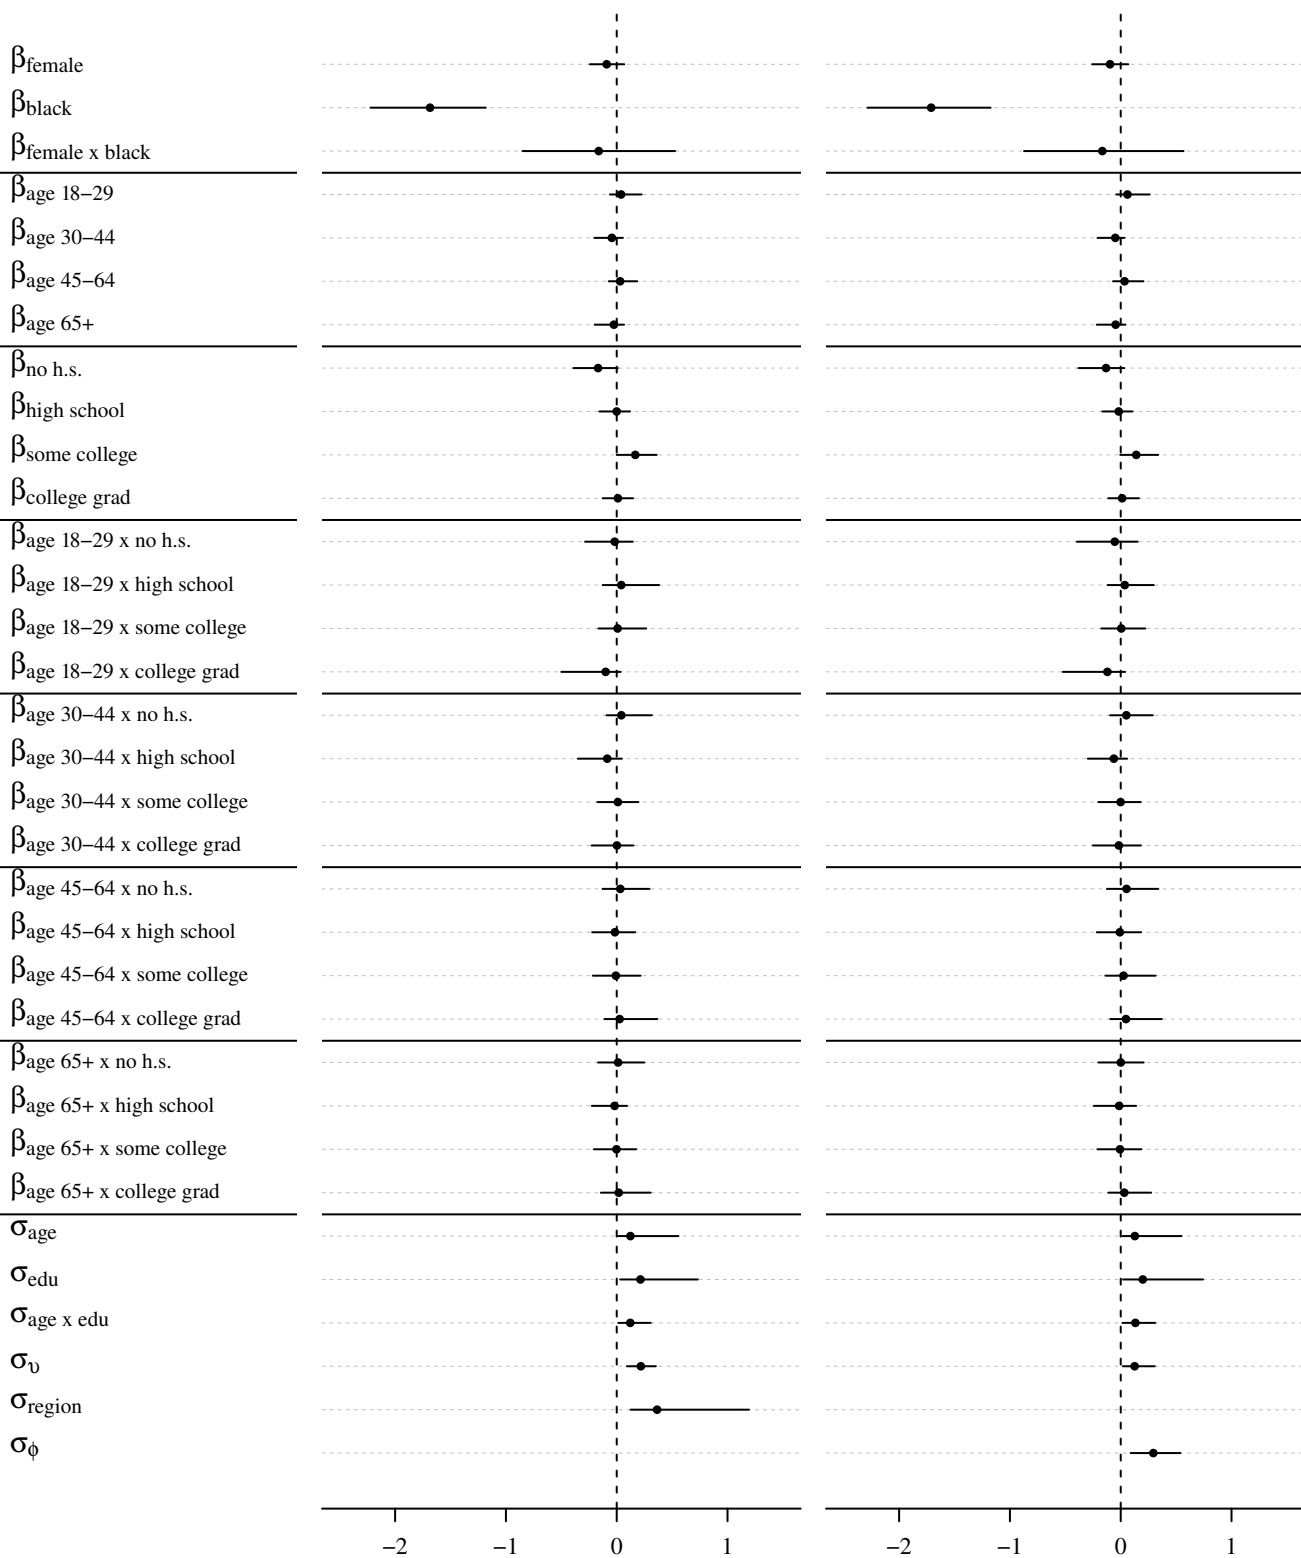 βfemale
βblack
βfemale x black
βage 18−29
βage 30−44
βage 45−64
βage 65+
βno h.s.
βhigh school
βsome college
βcollege grad
βage 18−29 x no h.s.
βage 18−29 x high school
βage 18−29 x some college
βage 18−29 x college grad
βage 30−44 x no h.s.
βage 30−44 x high school
βage 30−44 x some college
βage 30−44 x college grad
βage 45−64 x no h.s.
βage 45−64 x high school
βage 45−64 x some college
βage 45−64 x college grad
βage 65+ x no h.s.
βage 65+ x high school
βage 65+ x some college
βage 65+ x college grad
σage
σedu
σage x edu
συ
σregion
σϕ
−2 −1 0 1 −2 −1 0 1